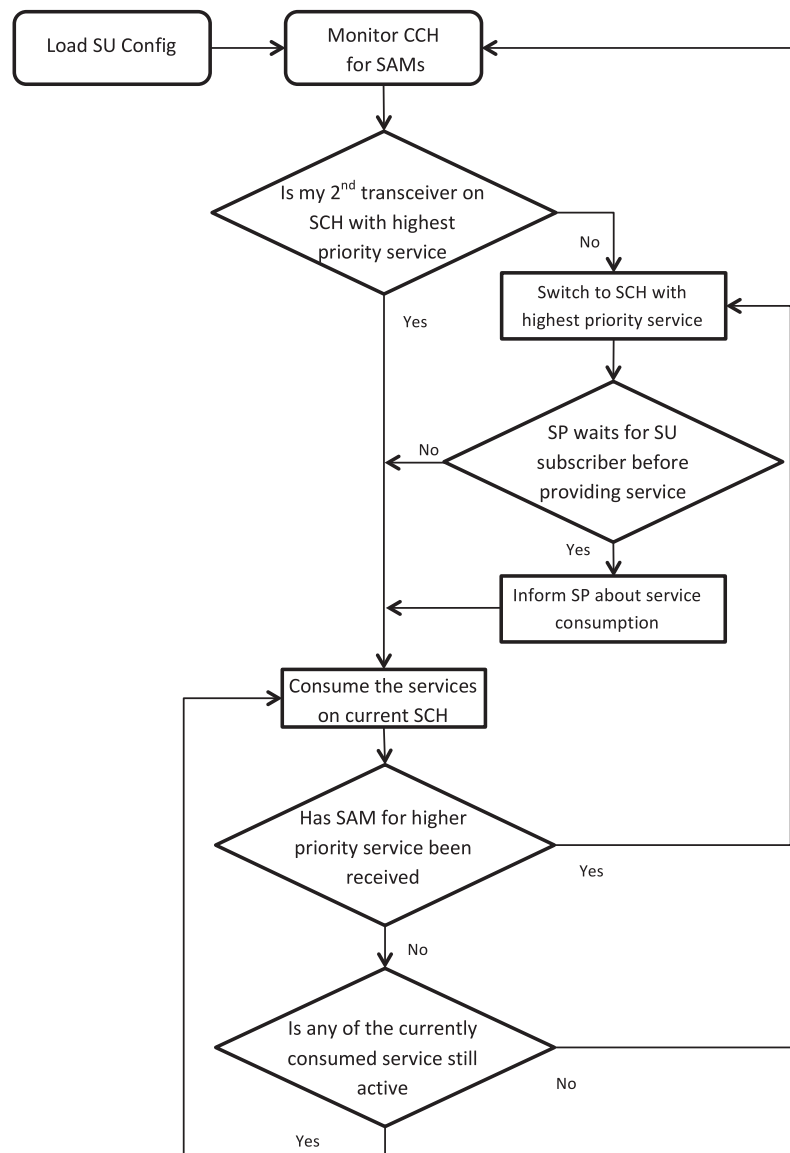 Load SU Config
Monitor CCH
for SAMs
Is my 2nd transceiver on
SCH with highest
priority service
No
Switch to SCH with
highest priority service
Yes
SP waits for SU
subscriber before
providing service
No
Yes
Inform SP about service
consumption
Consume the services
on current SCH
Has SAM for higher
priority service been
received
Yes
No
Is any of the currently
consumed service still
active
No
Yes